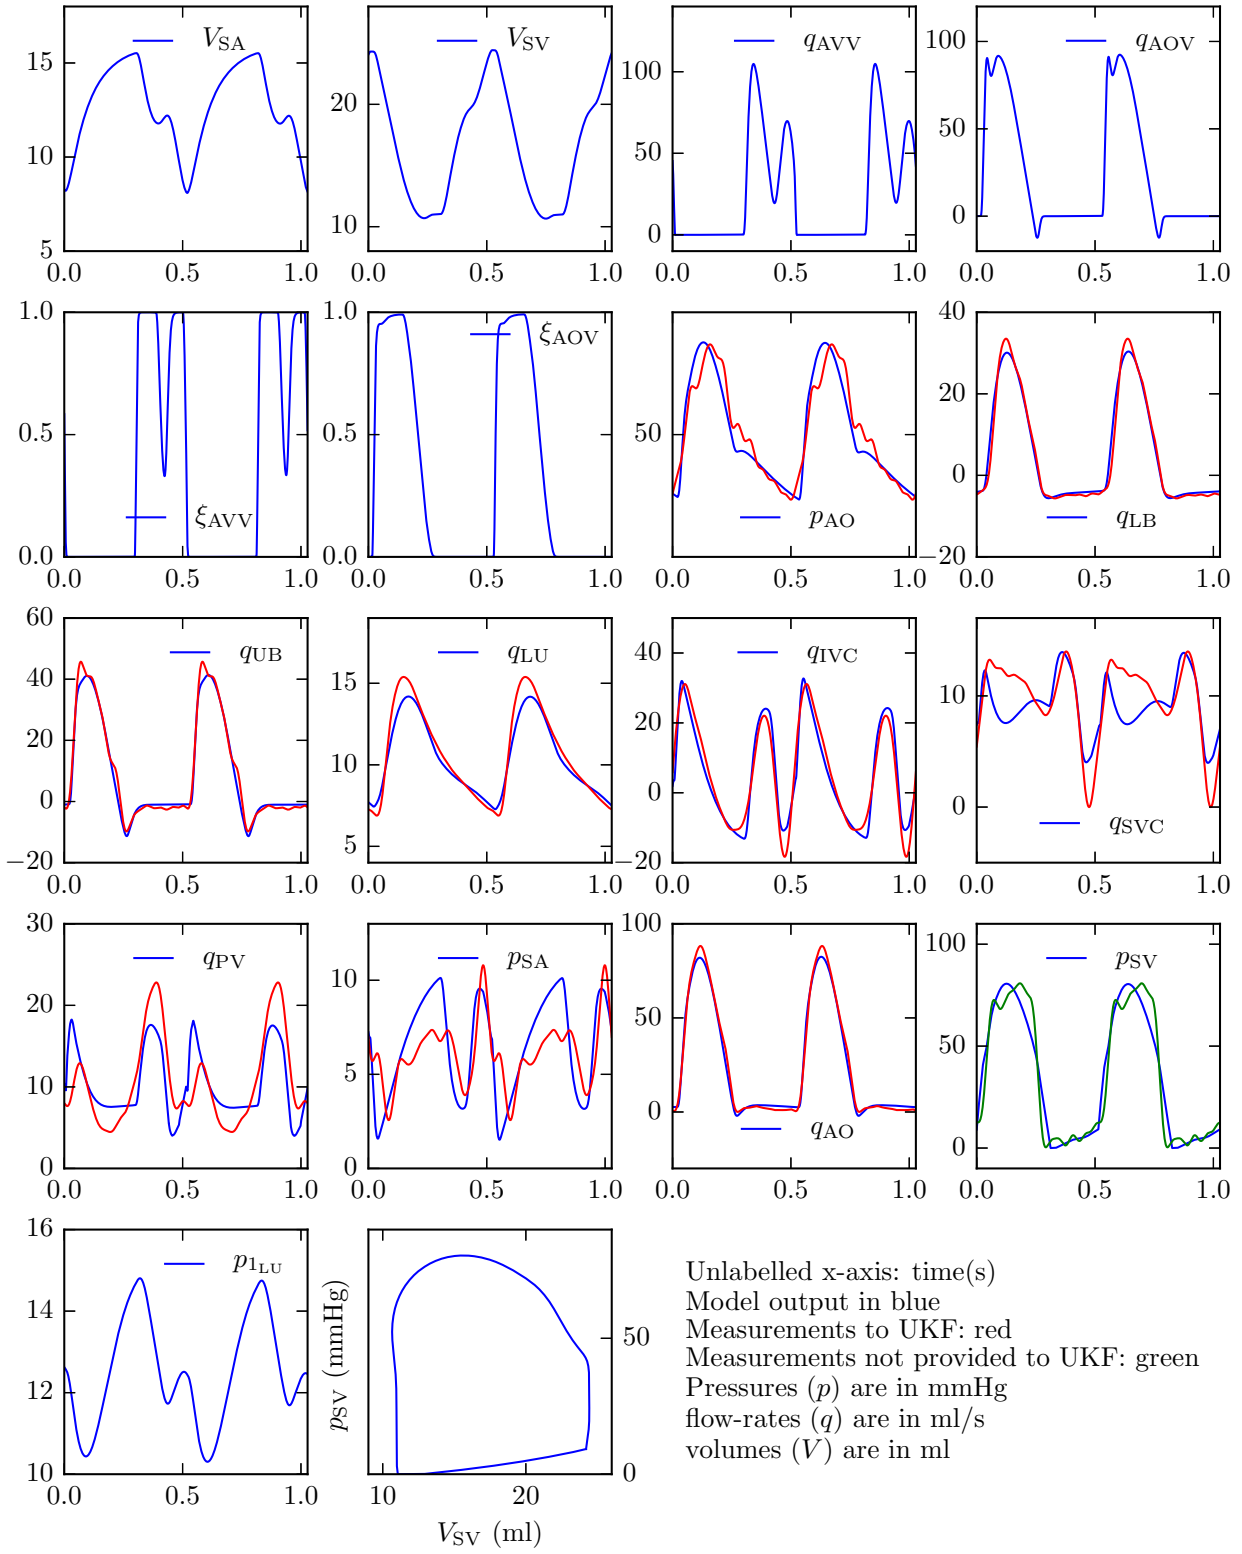 V_SA
15
10
5
0.0 0.5 1.0
V_SV
20
10
0.0 0.5 1.0
q_AVV
100
50
0
0.0 0.5 1.0
q_AOV
100
50
0
0.0 0.5 1.0
ξ_AVV
1.0
0.5
0.0
0.0 0.5 1.0
ξ_AOV
1.0
0.5
0.0
0.0 0.5 1.0
p_AO
50
0.0 0.5 1.0
q_LB
40
20
0
−20
0.0 0.5 1.0
q_UB
60
40
20
0
−20
0.0 0.5 1.0
q_LU
15
10
5
0.0 0.5 1.0
q_IVC
40
20
0
−20
0.0 0.5 1.0
q_SVC
10
0
0.0 0.5 1.0
q_PV
30
20
10
0
0.0 0.5 1.0
p_SA
10
5
0
0.0 0.5 1.0
q_AO
100
50
0
0.0 0.5 1.0
p_SV
100
50
0
0.0 0.5 1.0
p_1_LU
16
14
12
10
0.0 0.5 1.0
p_SV (mmHg)
50
0
10 20
V_SV (ml)
Unlabelled x-axis: time(s)
Model output in blue
Measurements to UKF: red
Measurements not provided to UKF: green
Pressures (p) are in mmHg
flow-rates (q) are in ml/s
volumes (V) are in ml